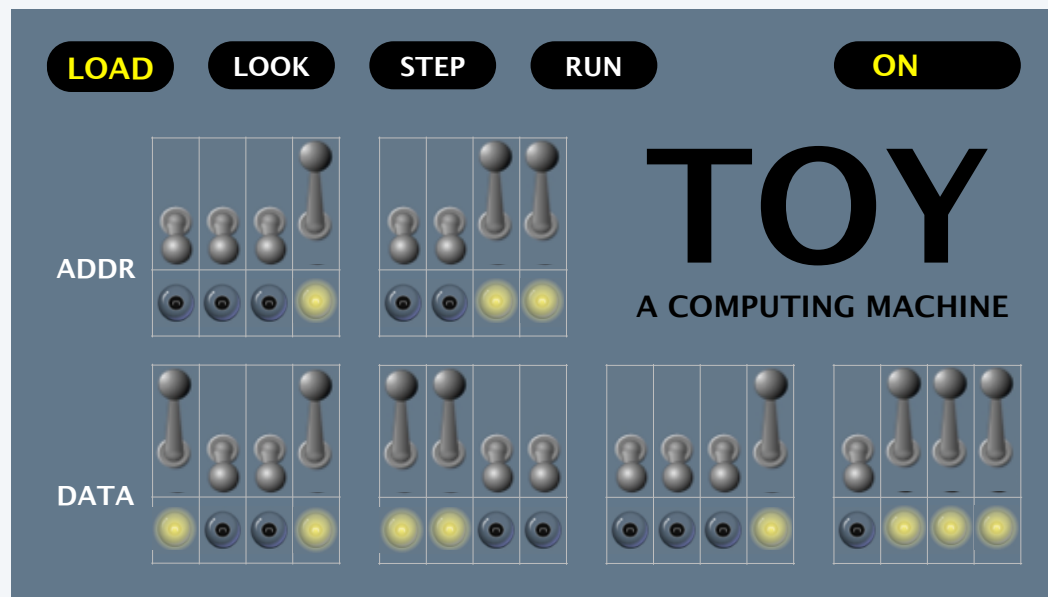 LOAD LOOK STEP RUN ON
TOY
ADDR
A COMPUTING MACHINE
DATA